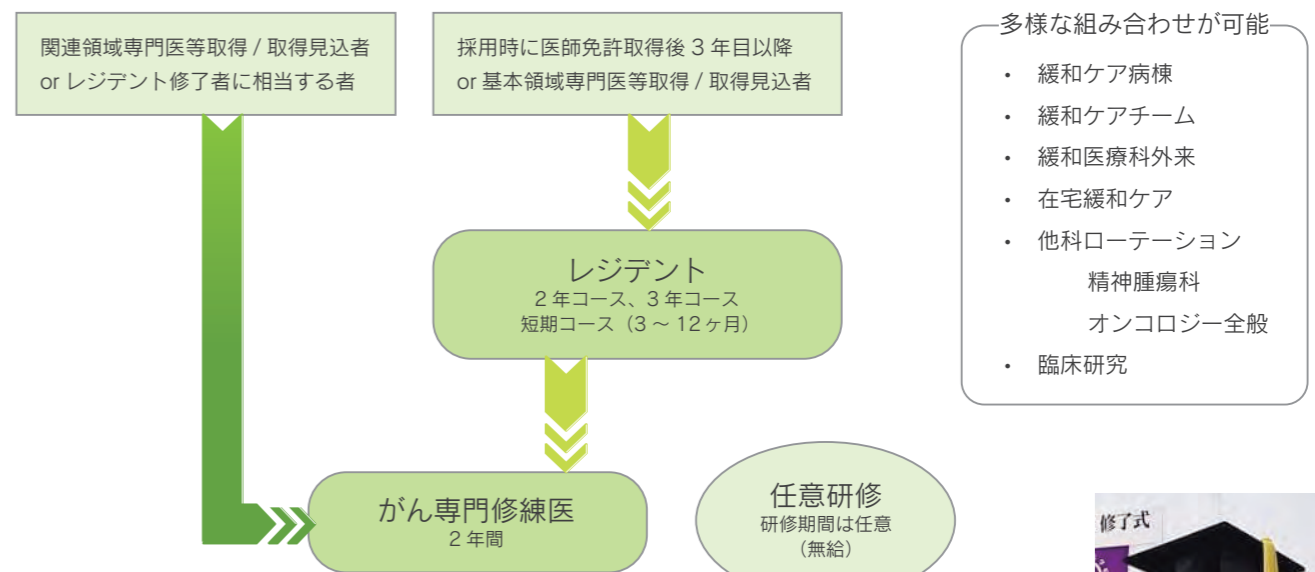 関連領域専門医等取得 / 取得見込者
or レジデント修了者に相当する者
採用時に医師免許取得後 3 年目以降
or 基本領域専門医等取得 / 取得見込者
レジデント
2 年コース、3 年コース
短期コース（3 ～ 12 ヶ月）
がん専門修練医
2 年間
任意研修
研修期間は任意
（無給）
多様な組み合わせが可能
・ 緩和ケア病棟
・ 緩和ケアチーム
・ 緩和医療科外来
・ 在宅緩和ケア
・ 他科ローテーション
精神腫瘍科
オンコロジー全般
・ 臨床研究
修了式